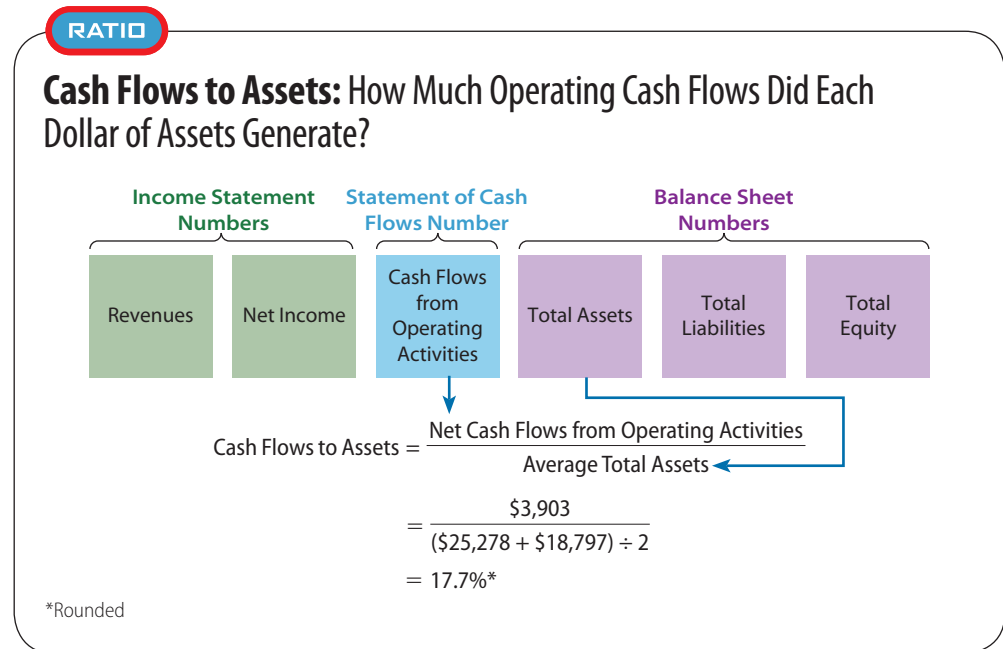 RATIO
Cash Flows to Assets: How Much Operating Cash Flows Did Each
Dollar of Assets Generate?
Income Statement
Numbers
Statement of Cash
Flows Number
Balance Sheet
Numbers
Revenues
Net Income
Cash Flows
from
Operating
Activities
Total Assets
Total
Liabilities
Total
Equity
Cash Flows to Assets =
Net Cash Flows from Operating Activities
Average Total Assets
=
$3,903
($25,278 + $18,797) ÷ 2
= 17.7%*
*Rounded